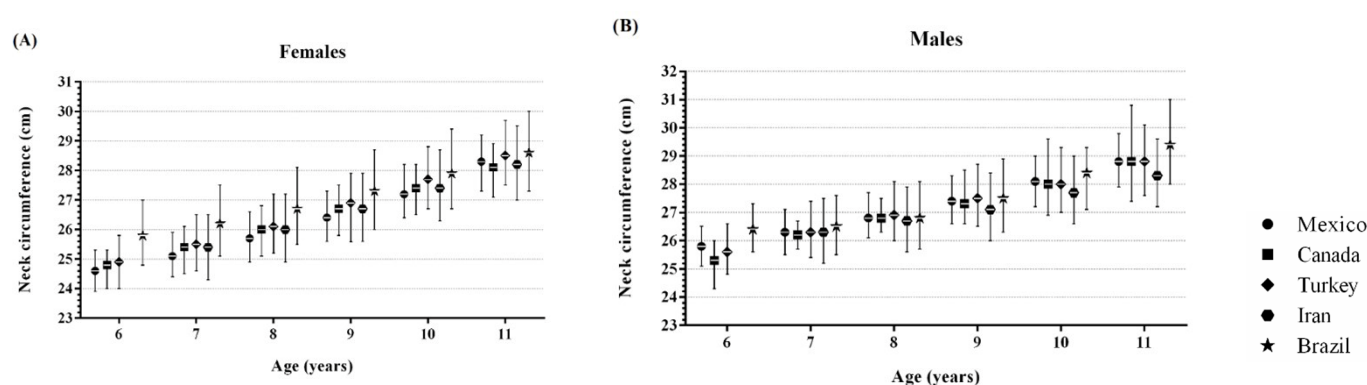 (A)
Females
Neck circumference (cm)
31
30
29
28
27
26
25
24
23
6 7 8 9 10 11
Age (years)
(B)
Males
Neck circumference (cm)
32
31
30
29
28
27
26
25
24
23
6 7 8 9 10 11
Age (years)
Mexico
Canada
Turkey
Iran
Brazil